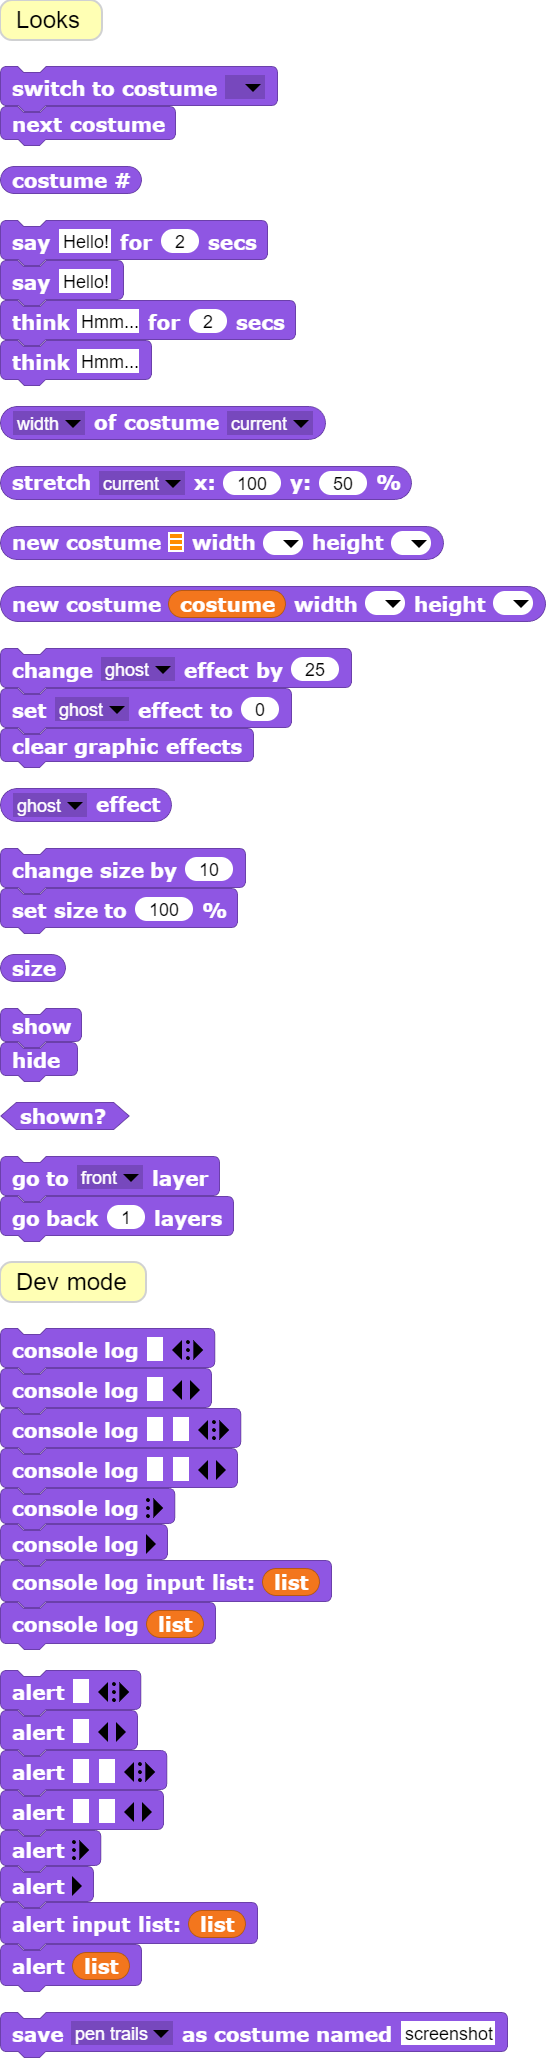 Looks
switch to costume
next costume
costume #
say Hello! for 2 secs
say Hello!
think Hmm... for 2 secs
think Hmm...
width of costume current
stretch current x: 100 y: 50 %
new costume width height
new costume costume width height
change ghost effect by 25
set ghost effect to 0
clear graphic effects
ghost effect
change size by 10
set size to 100 %
size
show
hide
shown?
go to front layer
go back 1 layers
Dev mode
console log
console log
console log
console log
console log
console log
console log input list: list
console log list
alert
alert
alert
alert
alert
alert
alert input list: list
alert list
save pen trails as costume named screenshot